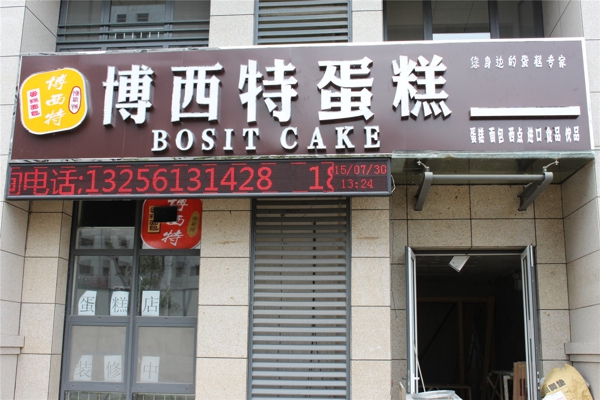 博西特
博西特蛋糕
BOSIT CAKE
您身边的蛋糕专家
蛋糕 面包 西点 进口食品 饮品
询电话;13256131428
15/07/30
13:24
博西特
蛋糕店
装修中